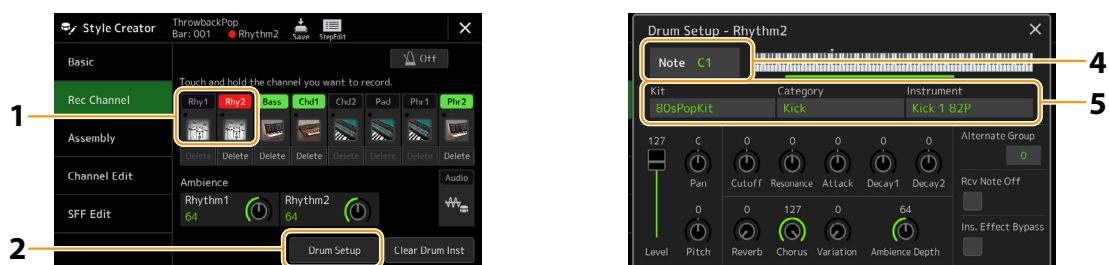 Style Creator
ThrowbackPop
Bar: 001 Rhythm2
Save StepEdit
Basic
Off
Touch and hold the channel you want to record.
Rec Channel
Rhy1 Rhy2 Bass Chd1 Chd2 Pad Phr1 Phr2
1
Assembly
Delete Delete Delete Delete Delete Delete Delete Delete
Channel Edit
Ambience
Audio
Rhythm1 Rhythm2
64 64
SFF Edit
2
Drum Setup Clear Drum Inst
Drum Setup - Rhythm2
Note C1
4
Kit Category Instrument
80sPopKit Kick Kick 1 82P
5
127 C 0 0 0 0 0
Alternate Group
0
Pan Cutoff Resonance Attack Decay1 Decay2
Rcv Note Off
0 0 127 0 64
Ins. Effect Bypass
Level Pitch Reverb Chorus Variation Ambience Depth